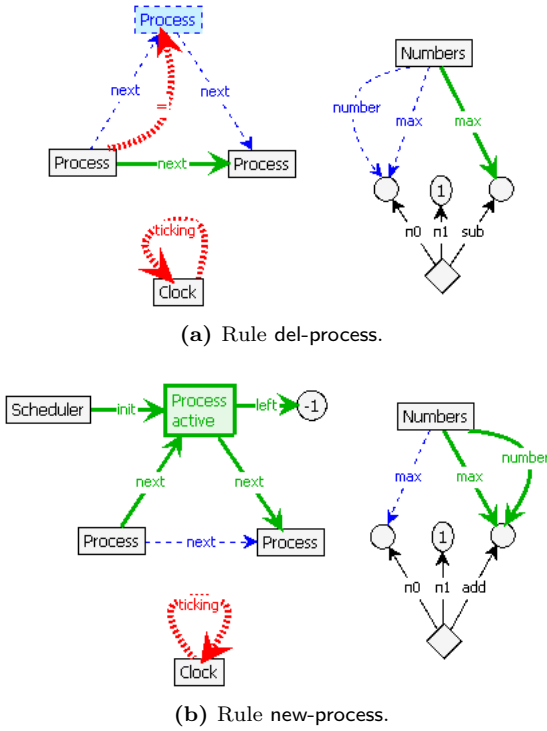 Process
next
=
next
Process
next
Process
ticking
Clock
Numbers
number
max
max
1
n0
n1
sub
(a) Rule del-process.
Scheduler
init
Process
active
left
-1
next
next
Process
next
Process
ticking
Clock
Numbers
max
max
number
1
n0
n1
add
(b) Rule new-process.